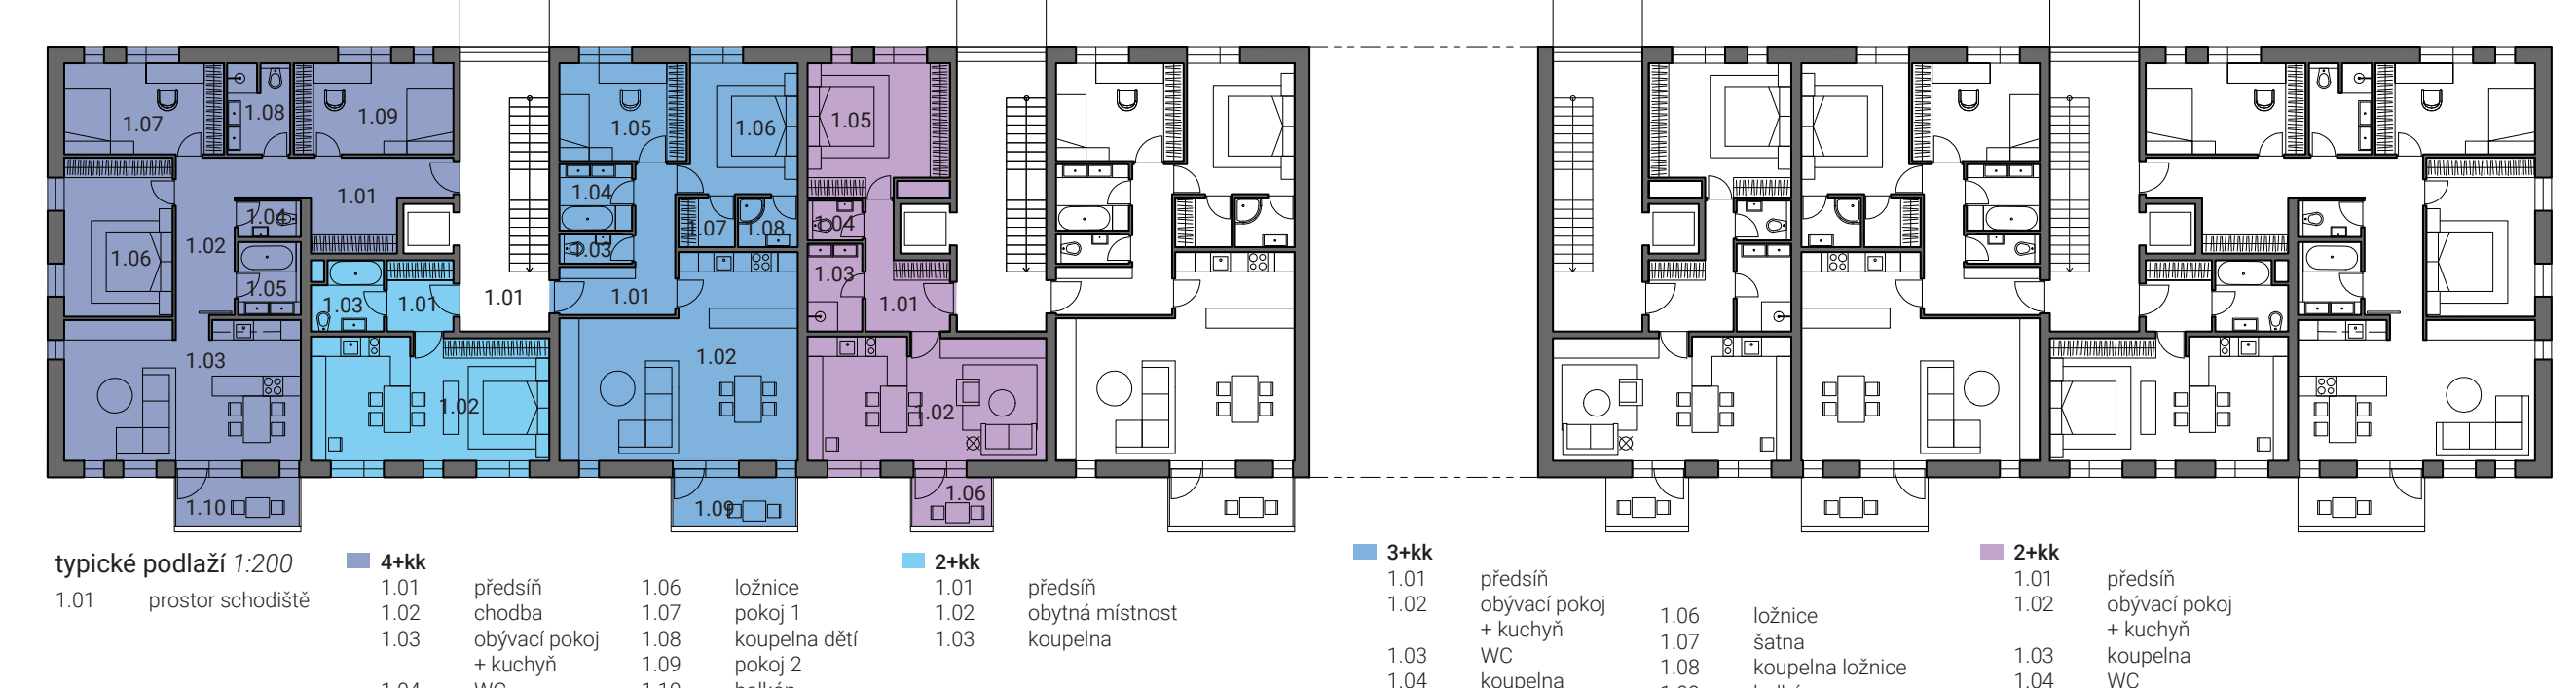 1.07
1.08
1.09
1.05
1.06
1.05
1.04
1.01
1.04
1.02
1.04
1.07
1.08
1.06
1.03
1.03
1.05
1.03
1.01
1.01
1.01
1.01
1.03
1.02
1.02
1.02
1.10
1.09
1.06
typické podlaží 1:200
1.01 prostor schodiště
4+kk
1.01 předsíň
1.02 chodba
1.03 obývací pokoj
+ kuchyň
1.04 WC
1.06 ložnice
1.07 pokoj 1
1.08 koupelna dětí
1.09 pokoj 2
1.10 balkón
2+kk
1.01 předsíň
1.02 obytná místnost
1.03 koupelna
3+kk
1.01 předsíň
1.02 obývací pokoj
+ kuchyň
1.03 WC
1.04 koupelna
1.06 ložnice
1.07 šatna
1.08 koupelna ložnice
2+kk
1.01 předsíň
1.02 obývací pokoj
+ kuchyň
1.03 koupelna
1.04 WC